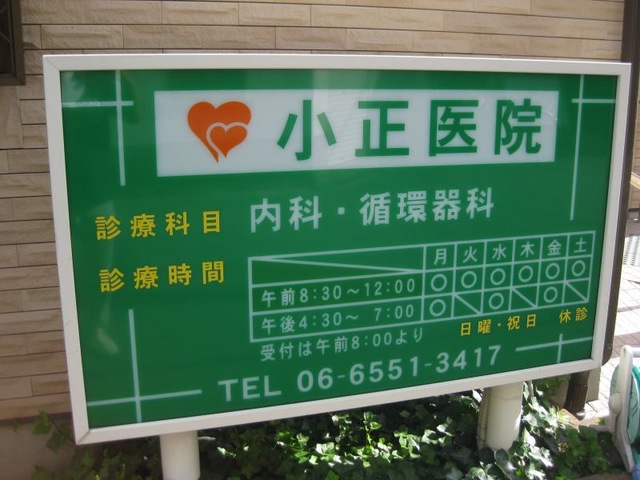 小正医院
診療科目 内科・循環器科
診療時間 月 火 水 木 金 土
午前8:30～12:00 ○ ○ ○ ○ ○ ○
午後4:30～ 7:00 ○ ＼ ○ ＼ ○ ＼
受付は午前8:00より 日曜・祝日 休診
TEL 06-6551-3417